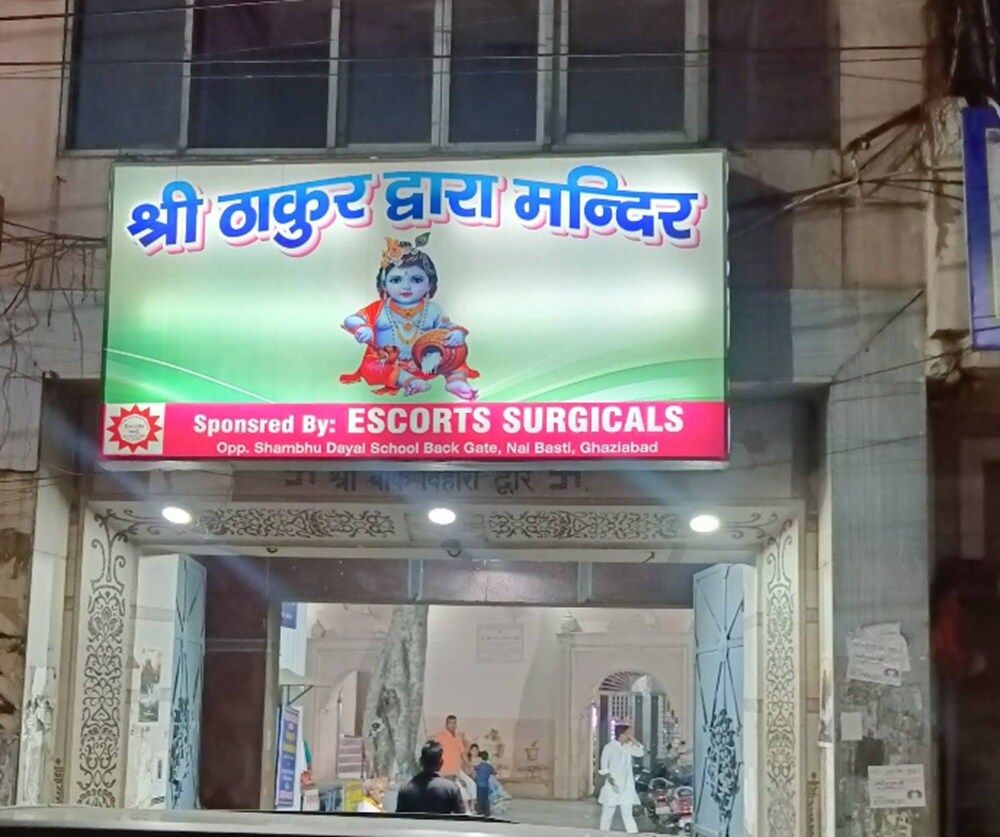 श्री ठाकुर द्वारा मन्दिर
Sponsred By: ESCORTS SURGICALS
Opp. Shambhu Dayal School Back Gate, Nai Basti, Ghaziabad
श्री बांके बिहारी द्वार